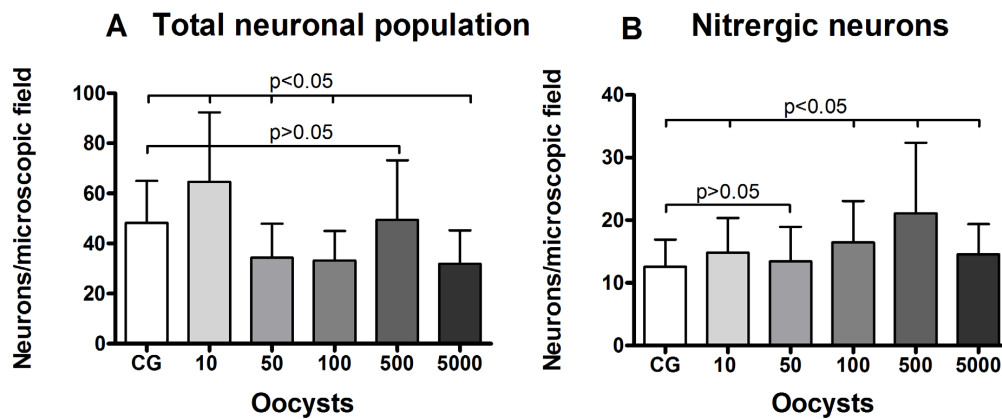 A Total neuronal population
p<0.05
p>0.05
Neurons/microscopic field
100
80
60
40
20
0
CG 10 50 100 500 5000
Oocysts
B Nitrergic neurons
p<0.05
p>0.05
Neurons/microscopic field
40
30
20
10
0
CG 10 50 100 500 5000
Oocysts